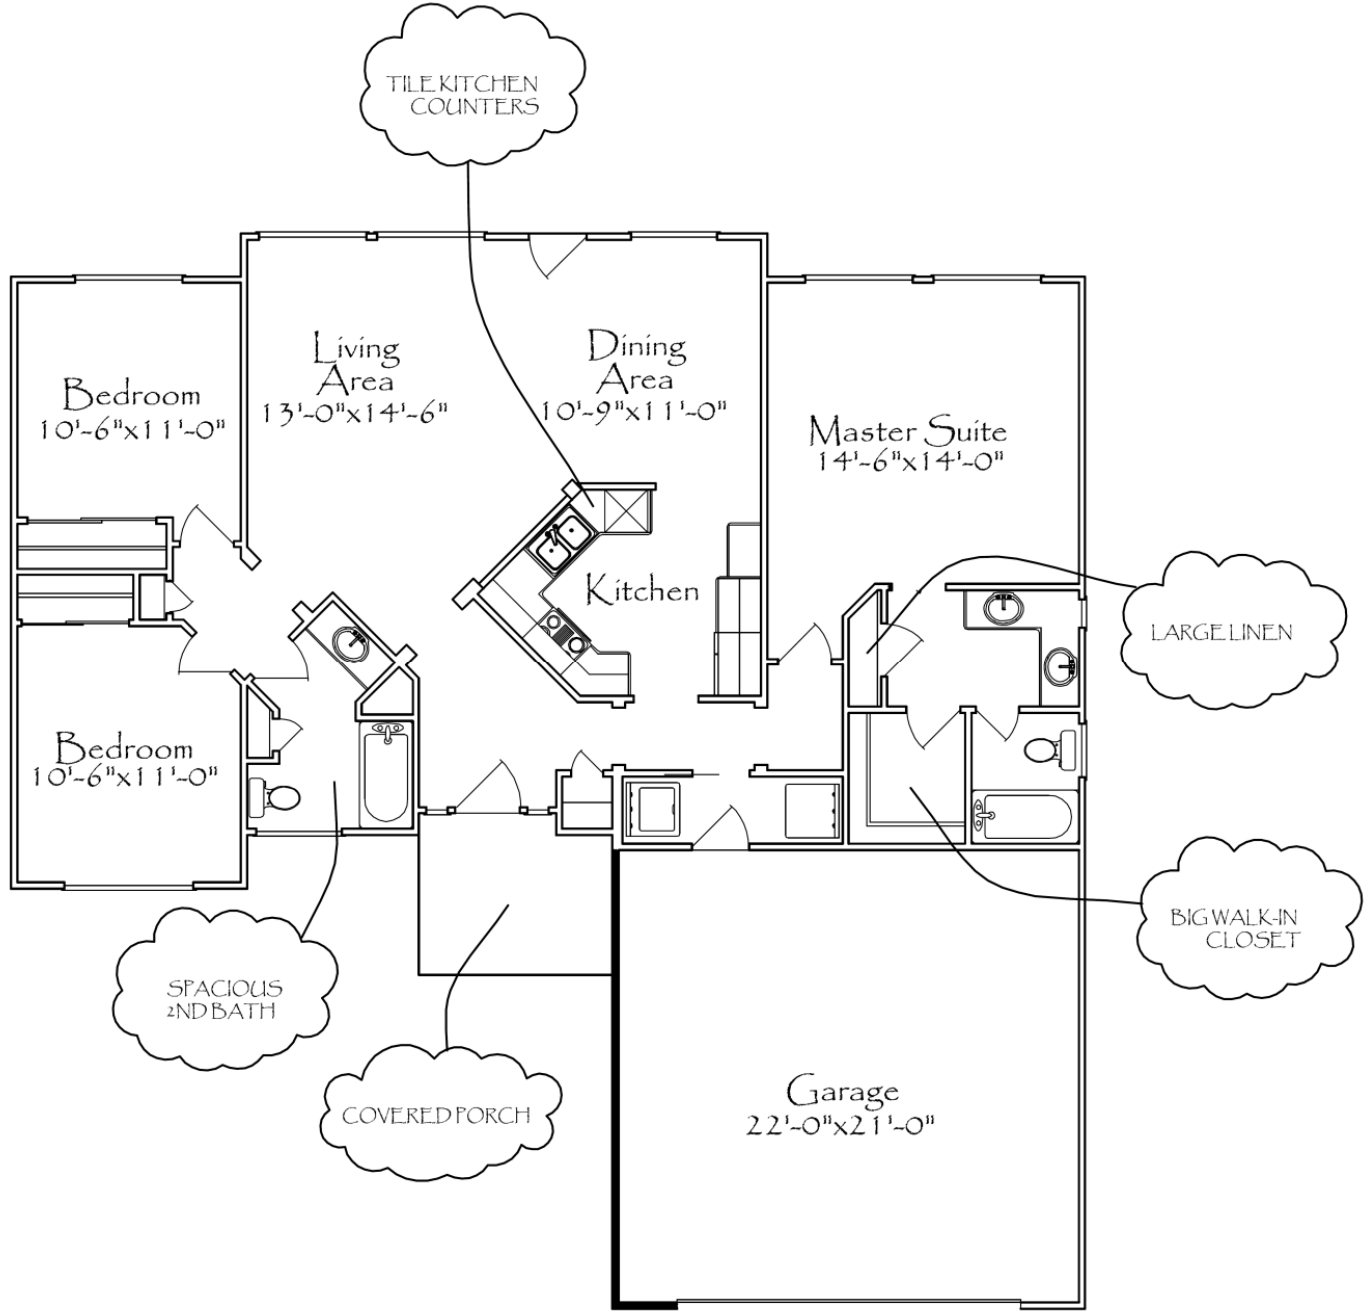 TILE KITCHEN
COUNTERS
Living
Area
13'-0"x14'-6"
Dining
Area
10'-9"x11'-0"
Bedroom
10'-6"x11'-0"
Master Suite
14'-6"x14'-0"
Kitchen
LARGE LINEN
Bedroom
10'-6"x11'-0"
BIG WALK-IN
CLOSET
SPACIOUS
2ND BATH
COVERED PORCH
Garage
22'-0"x21'-0"